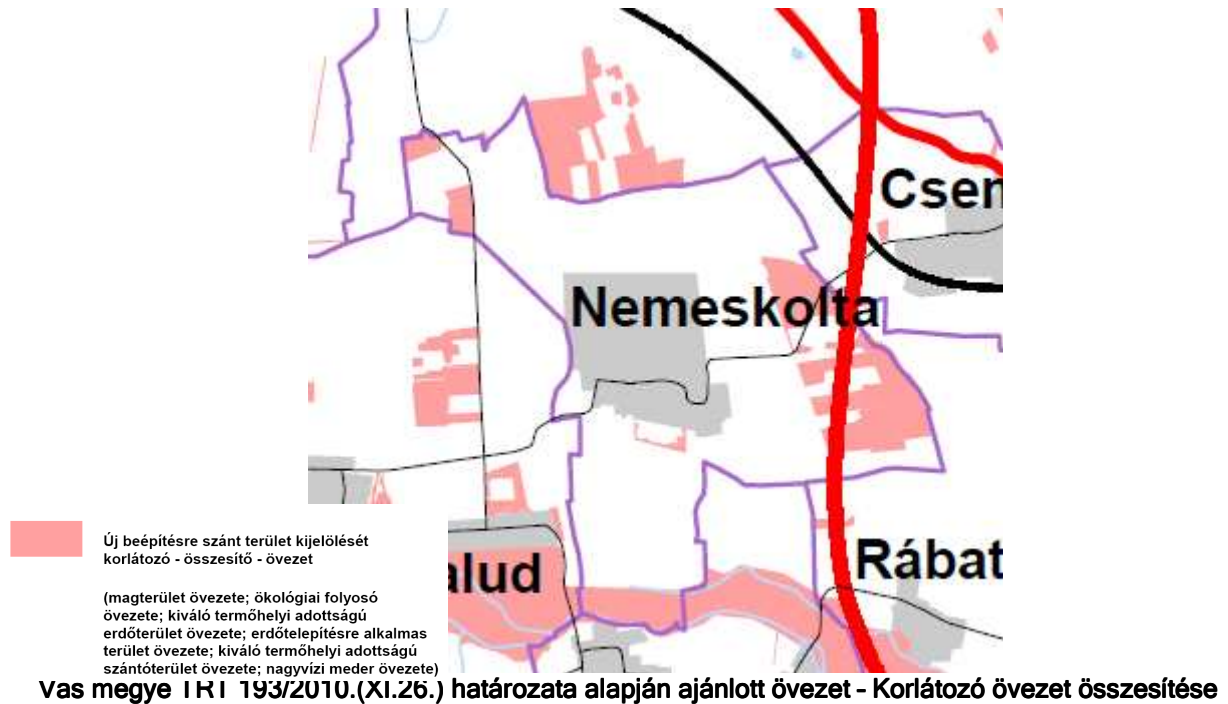 Csen
Nemeskolta
alud
Rábat
Új beépítésre szánt terület kijelölését
korlátozó - összesítő - övezet
(magterület övezete; ökológiai folyosó
övezete; kiváló termőhelyi adottságú
erdőterület övezete; erdőtelepítésre alkalmas
terület övezete; kiváló termőhelyi adottságú
szántóterület övezete; nagyvízi meder övezete)
Vas megye TRT 193/2010.(XI.26.) határozata alapján ajánlott övezet - Korlátozó övezet összesítése